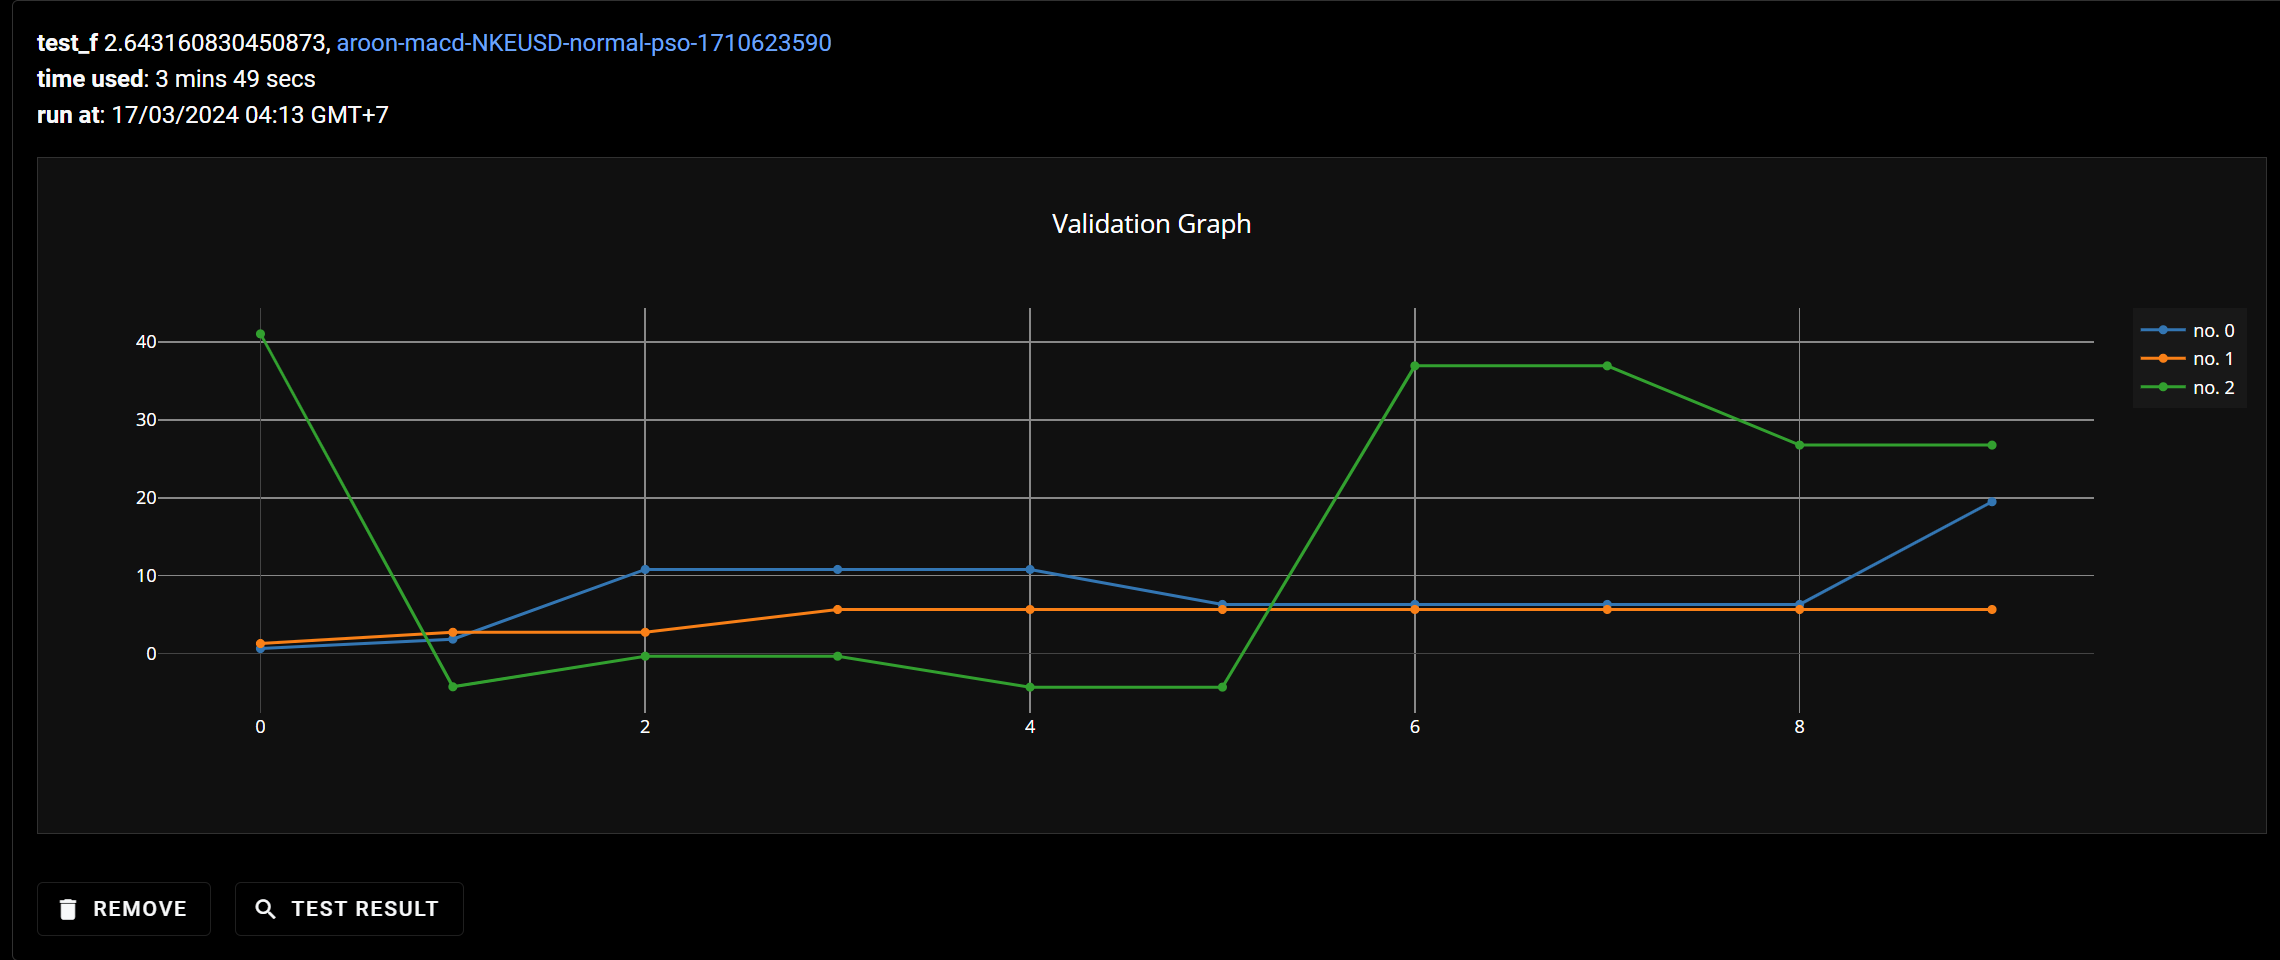 test_f 2.643160830450873, aroon-macd-NKEUSD-normal-pso-1710623590
time used: 3 mins 49 secs
run at: 17/03/2024 04:13 GMT+7
Validation Graph
40
30
20
10
0
0 2 4 6 8
no. 0
no. 1
no. 2
REMOVE
TEST RESULT